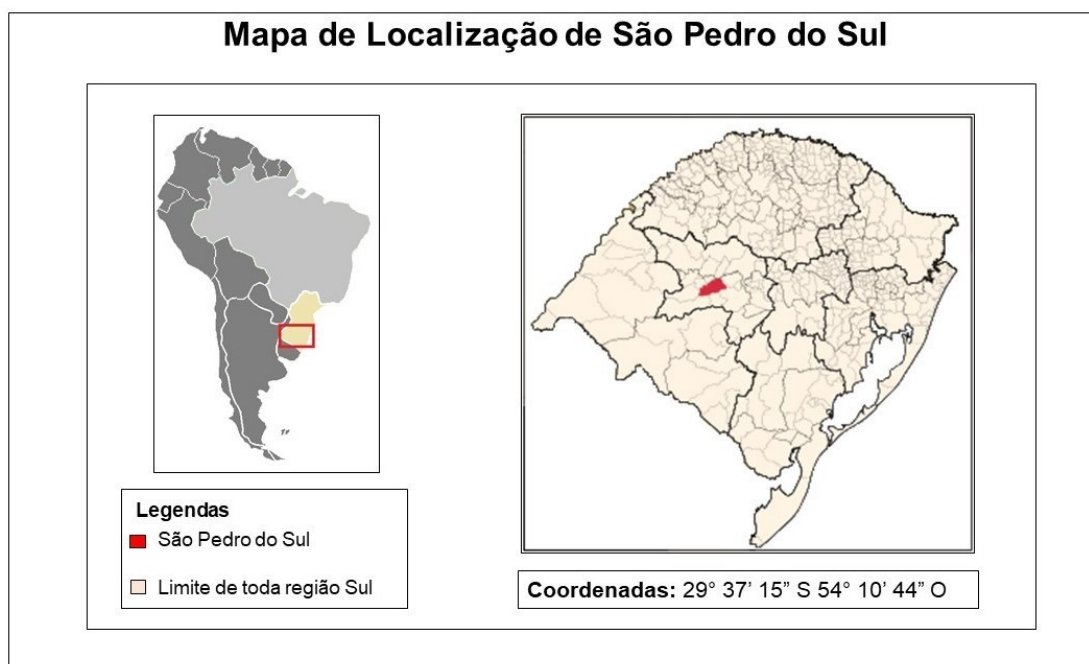 Mapa de Localização de São Pedro do Sul
Legendas
São Pedro do Sul
Limite de toda região Sul
Coordenadas: 29° 37’ 15” S 54° 10’ 44” O